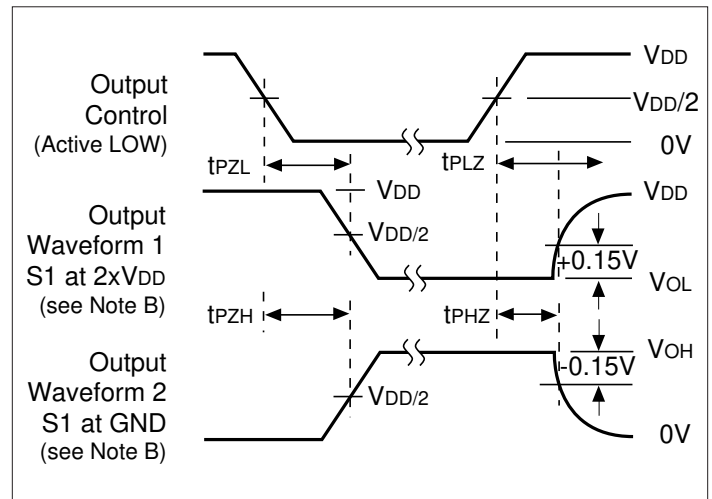 Output
Control
(Active LOW)
VDD
VDD/2
0V
tPZL
tPLZ
Output
Waveform 1
S1 at 2xVDD
(see Note B)
VDD
VDD/2
VDD
+0.15V
VOL
tPZH
tPHZ
Output
Waveform 2
S1 at GND
(see Note B)
VDD/2
VOH
-0.15V
0V